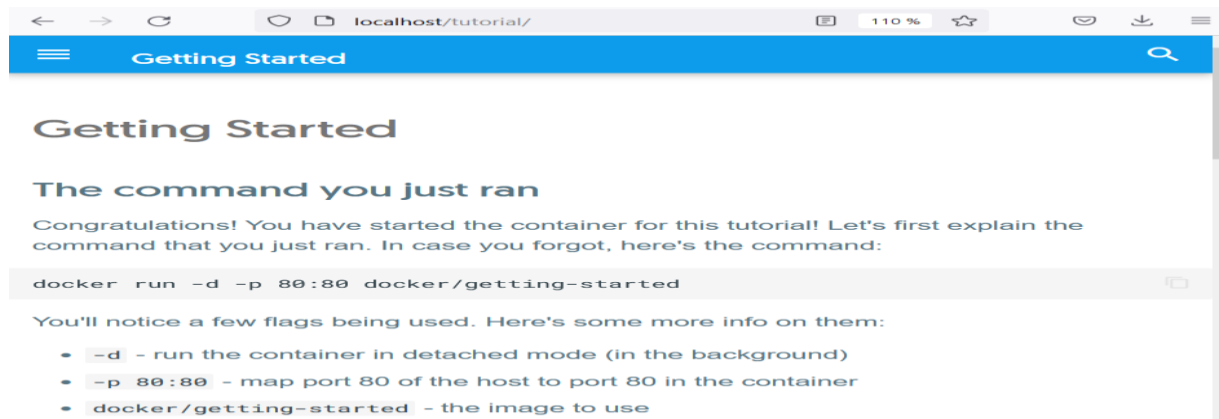 localhost/tutorial/
110 %
Getting Started
Getting Started
The command you just ran
Congratulations! You have started the container for this tutorial! Let's first explain the
command that you just ran. In case you forgot, here's the command:
docker run -d -p 80:80 docker/getting-started
You'll notice a few flags being used. Here's some more info on them:
• -d - run the container in detached mode (in the background)
• -p 80:80 - map port 80 of the host to port 80 in the container
• docker/getting-started - the image to use